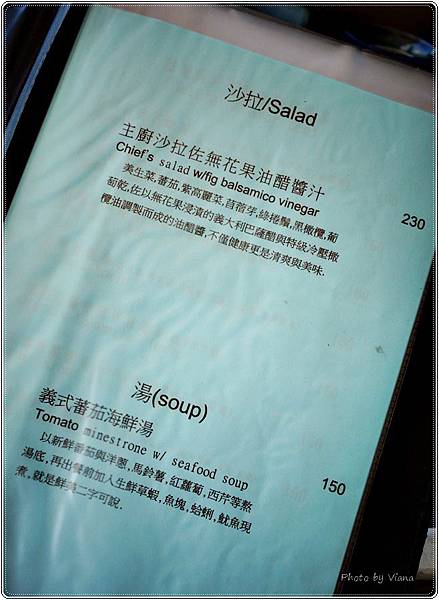 沙拉/Salad
主廚沙拉佐無花果油醋醬汁
Chief's salad w/fig balsamico vinegar 230
美生菜,蕃茄,紫高麗菜,苜蓿芽,綠捲鬚,黑橄欖,葡
萄乾,佐以無花果浸漬的義大利巴薩醋與特級冷壓橄
欖油調製而成的油醋醬,不僅健康更是清爽與美味.
湯(soup)
義式蕃茄海鮮湯
Tomato minestrone w/ seafood soup 150
以新鮮蕃茄與洋蔥,馬鈴薯,紅蘿蔔,西芹等熬
湯底,再出餐前加入生鮮草蝦,魚塊,蛤蜊,魷魚現
煮,就是鮮美二字可說.
Photo by Viana